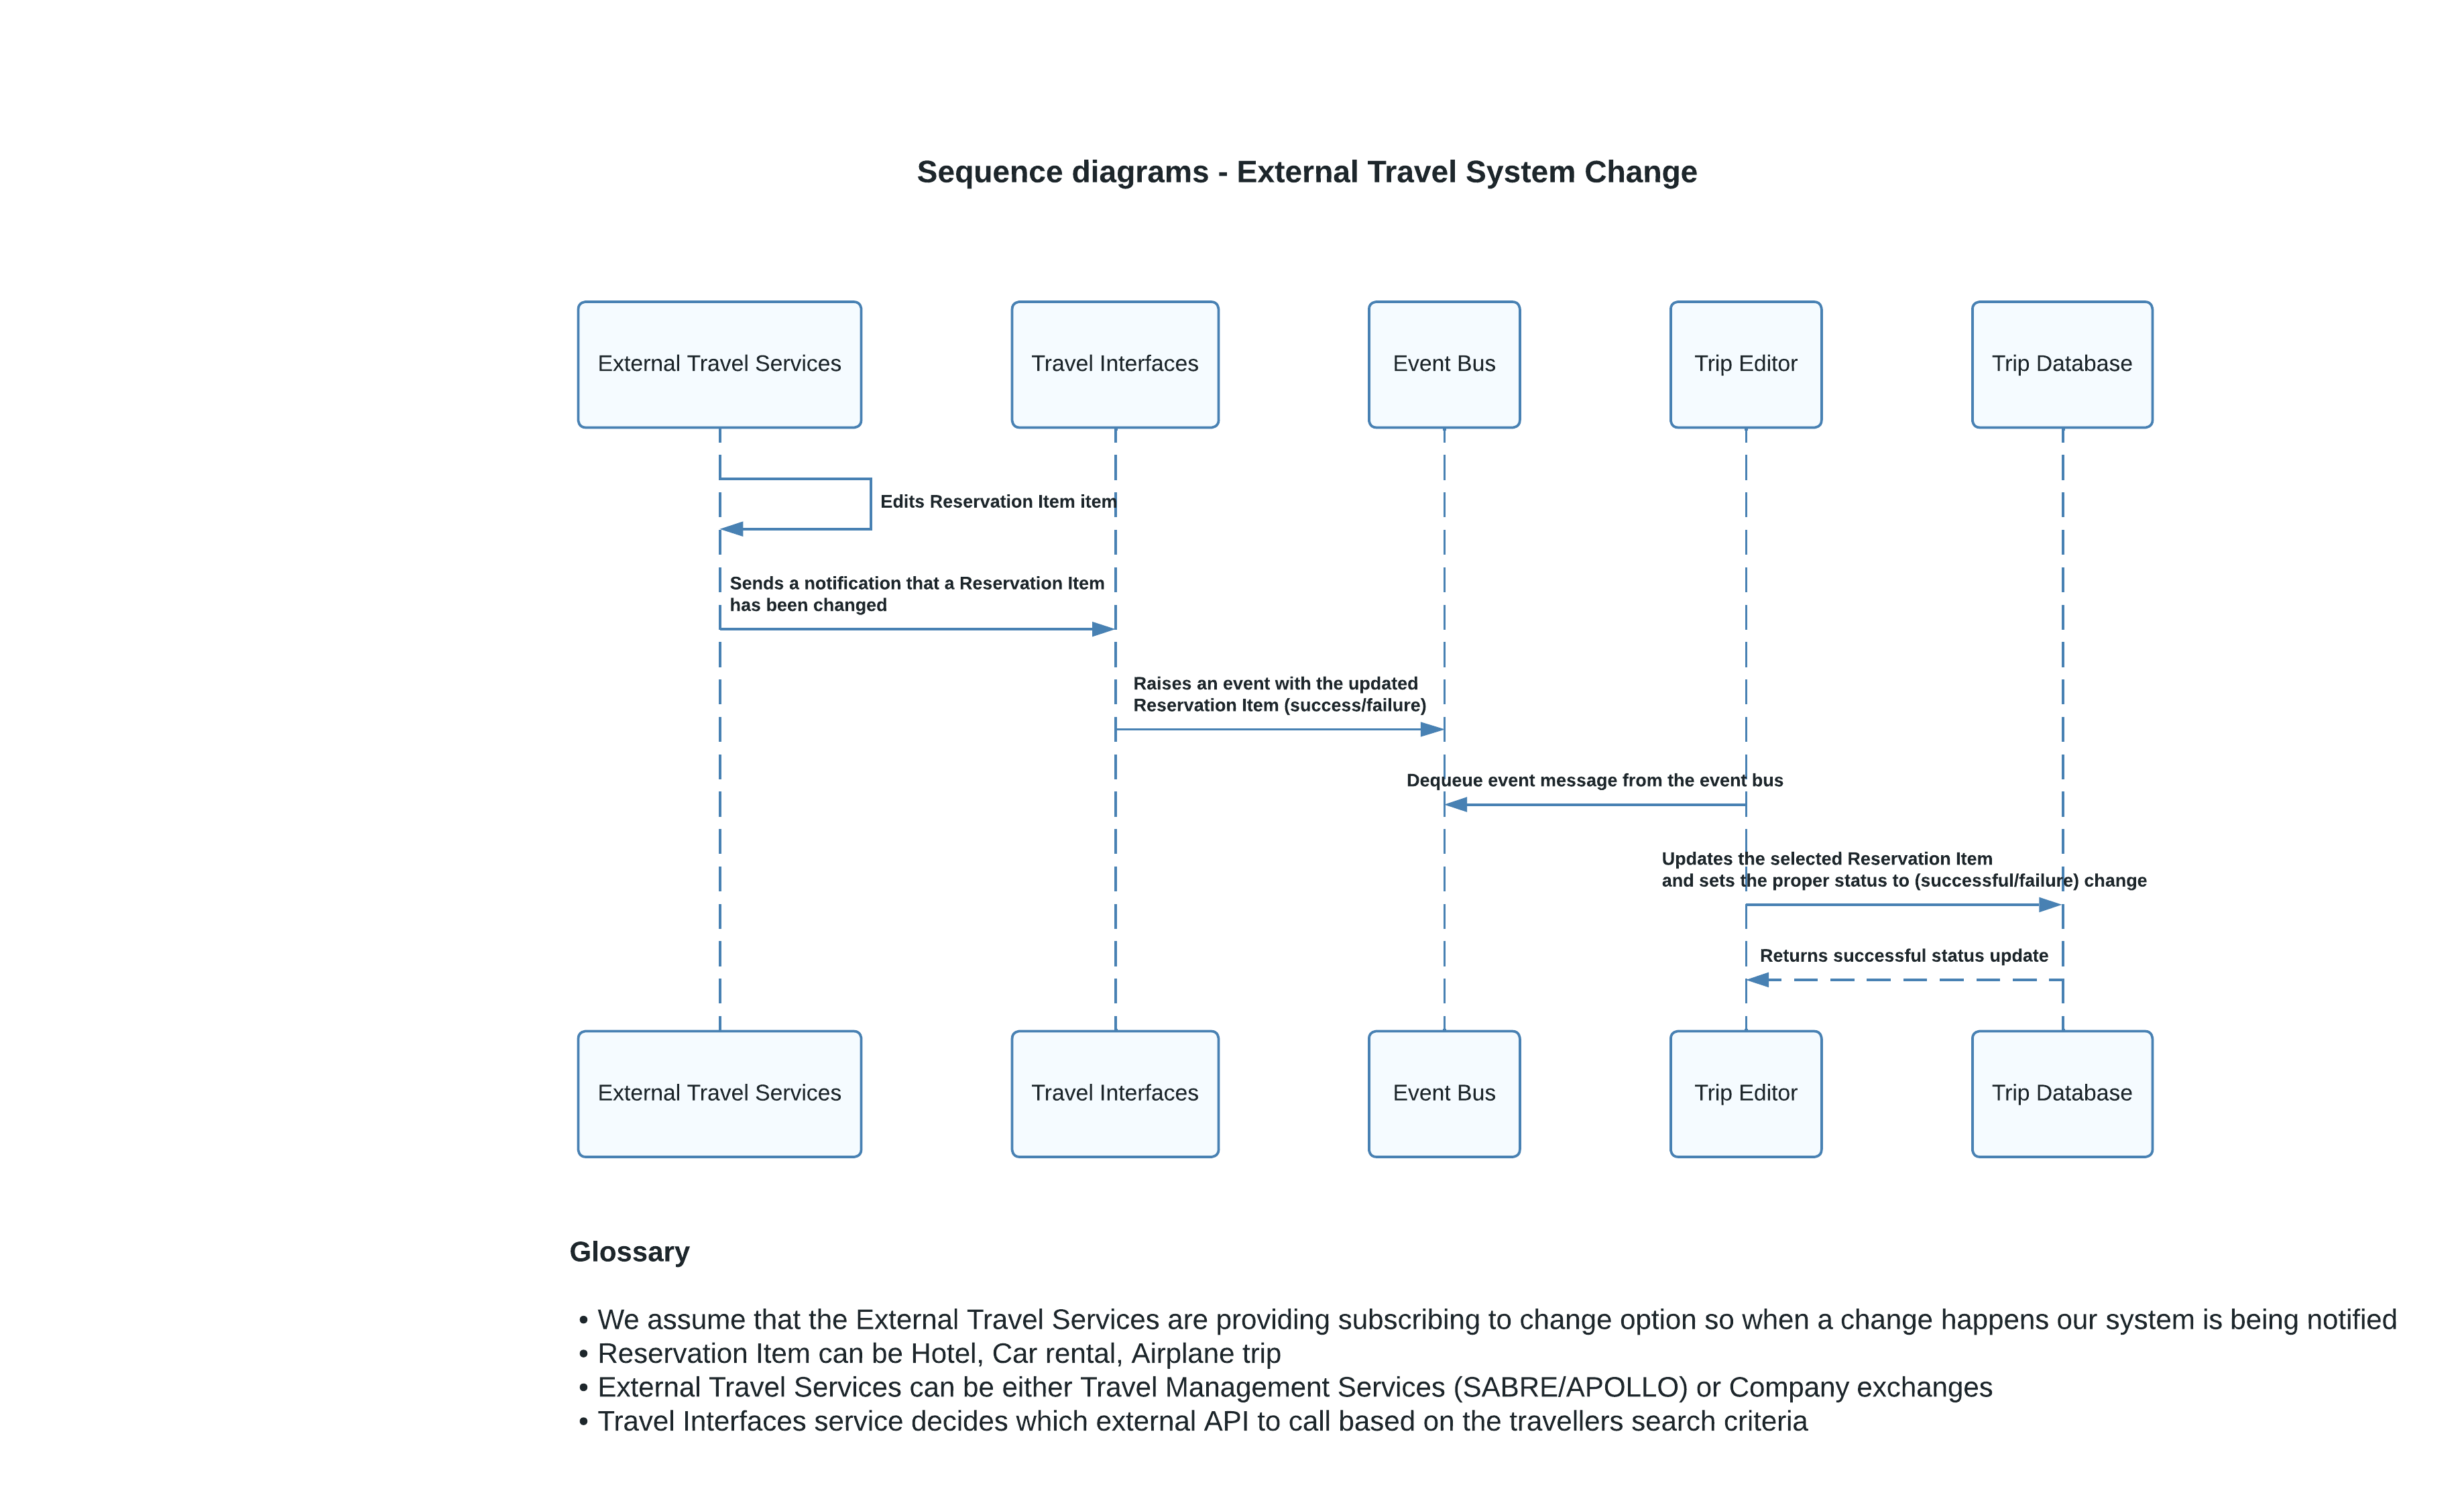 Sequence diagrams - External Travel System Change
External Travel Services
Travel Interfaces
Event Bus
Trip Editor
Trip Database
Edits Reservation Item item
Sends a notification that a Reservation Item
has been changed
Raises an event with the updated
Reservation Item (success/failure)
Dequeue event message from the event bus
Updates the selected Reservation Item
and sets the proper status to (successful/failure) change
Returns successful status update
External Travel Services
Travel Interfaces
Event Bus
Trip Editor
Trip Database
Glossary
• We assume that the External Travel Services are providing subscribing to change option so when a change happens our system is being notified
• Reservation Item can be Hotel, Car rental, Airplane trip
• External Travel Services can be either Travel Management Services (SABRE/APOLLO) or Company exchanges
• Travel Interfaces service decides which external API to call based on the travellers search criteria